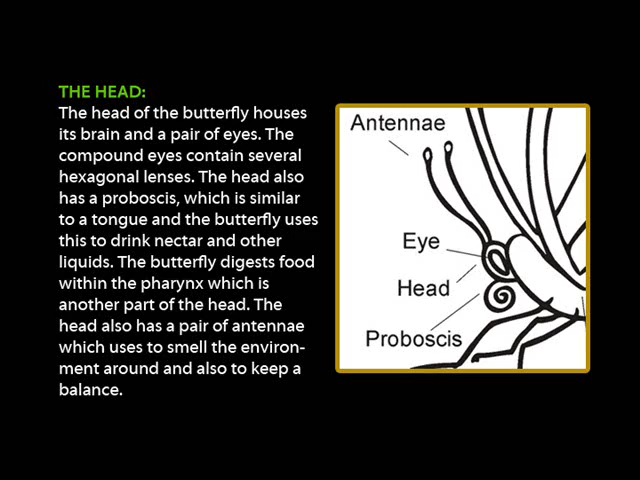 THE HEAD:
The head of the butterfly houses
its brain and a pair of eyes. The
compound eyes contain several
hexagonal lenses. The head also
has a proboscis, which is similar
to a tongue and the butterfly uses
this to drink nectar and other
liquids. The butterfly digests food
within the pharynx which is
another part of the head. The
head also has a pair of antennae
which uses to smell the environ-
ment around and also to keep a
balance.
Antennae
Eye
Head
Proboscis